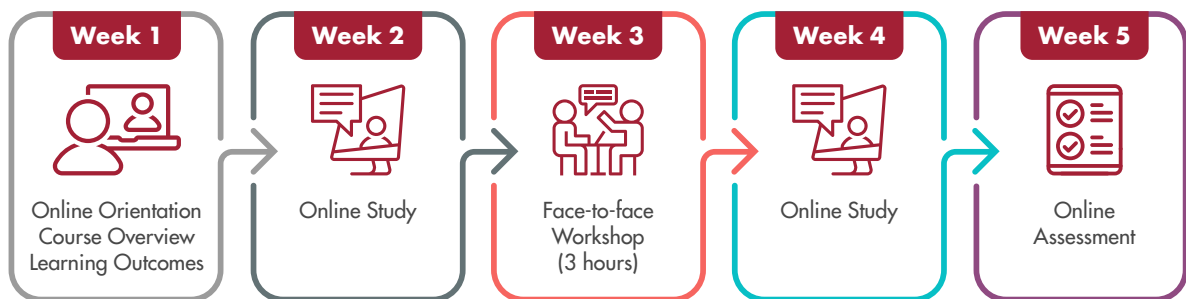 Week 1
Online Orientation
Course Overview
Learning Outcomes
Week 2
Online Study
Week 3
Face-to-face
Workshop
(3 hours)
Week 4
Online Study
Week 5
Online
Assessment